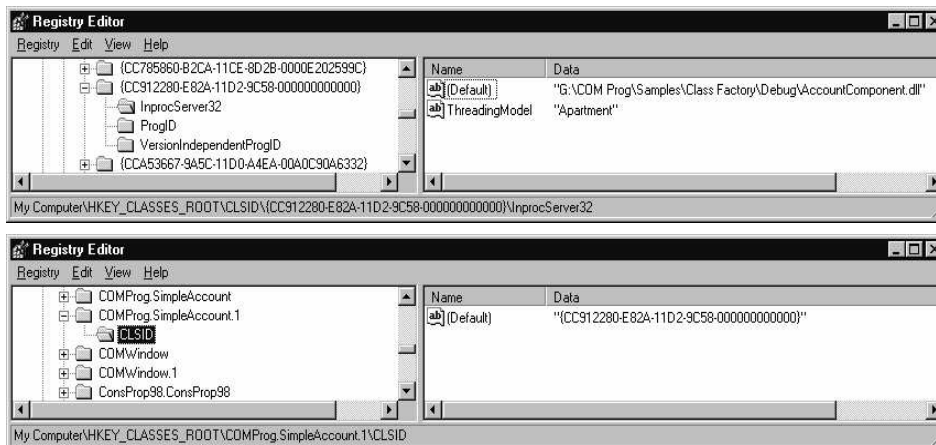 Registry Editor
Registry Edit View Help
{CC785860-B2CA-11CE-8D2B-0000E202599C}
{CC912280-E82A-11D2-9C58-000000000000}
InprocServer32
ProgID
VersionIndependentProgID
{CCA53667-9A5C-11D0-A4EA-00A0C90A6332}
Name Data
(Default) "G:\COM Prog\Samples\Class Factory\Debug\AccountComponent.dll"
ThreadingModel "Apartment"
My Computer\HKEY_CLASSES_ROOT\CLSID\{CC912280-E82A-11D2-9C58-000000000000}\InprocServer32
Registry Editor
Registry Edit View Help
COMProg.SimpleAccount
COMProg.SimpleAccount.1
CLSID
COMWindow
COMWindow.1
ConsProp98.ConsProp98
Name Data
(Default) "{CC912280-E82A-11D2-9C58-000000000000}"
My Computer\HKEY_CLASSES_ROOT\COMProg.SimpleAccount.1\CLSID